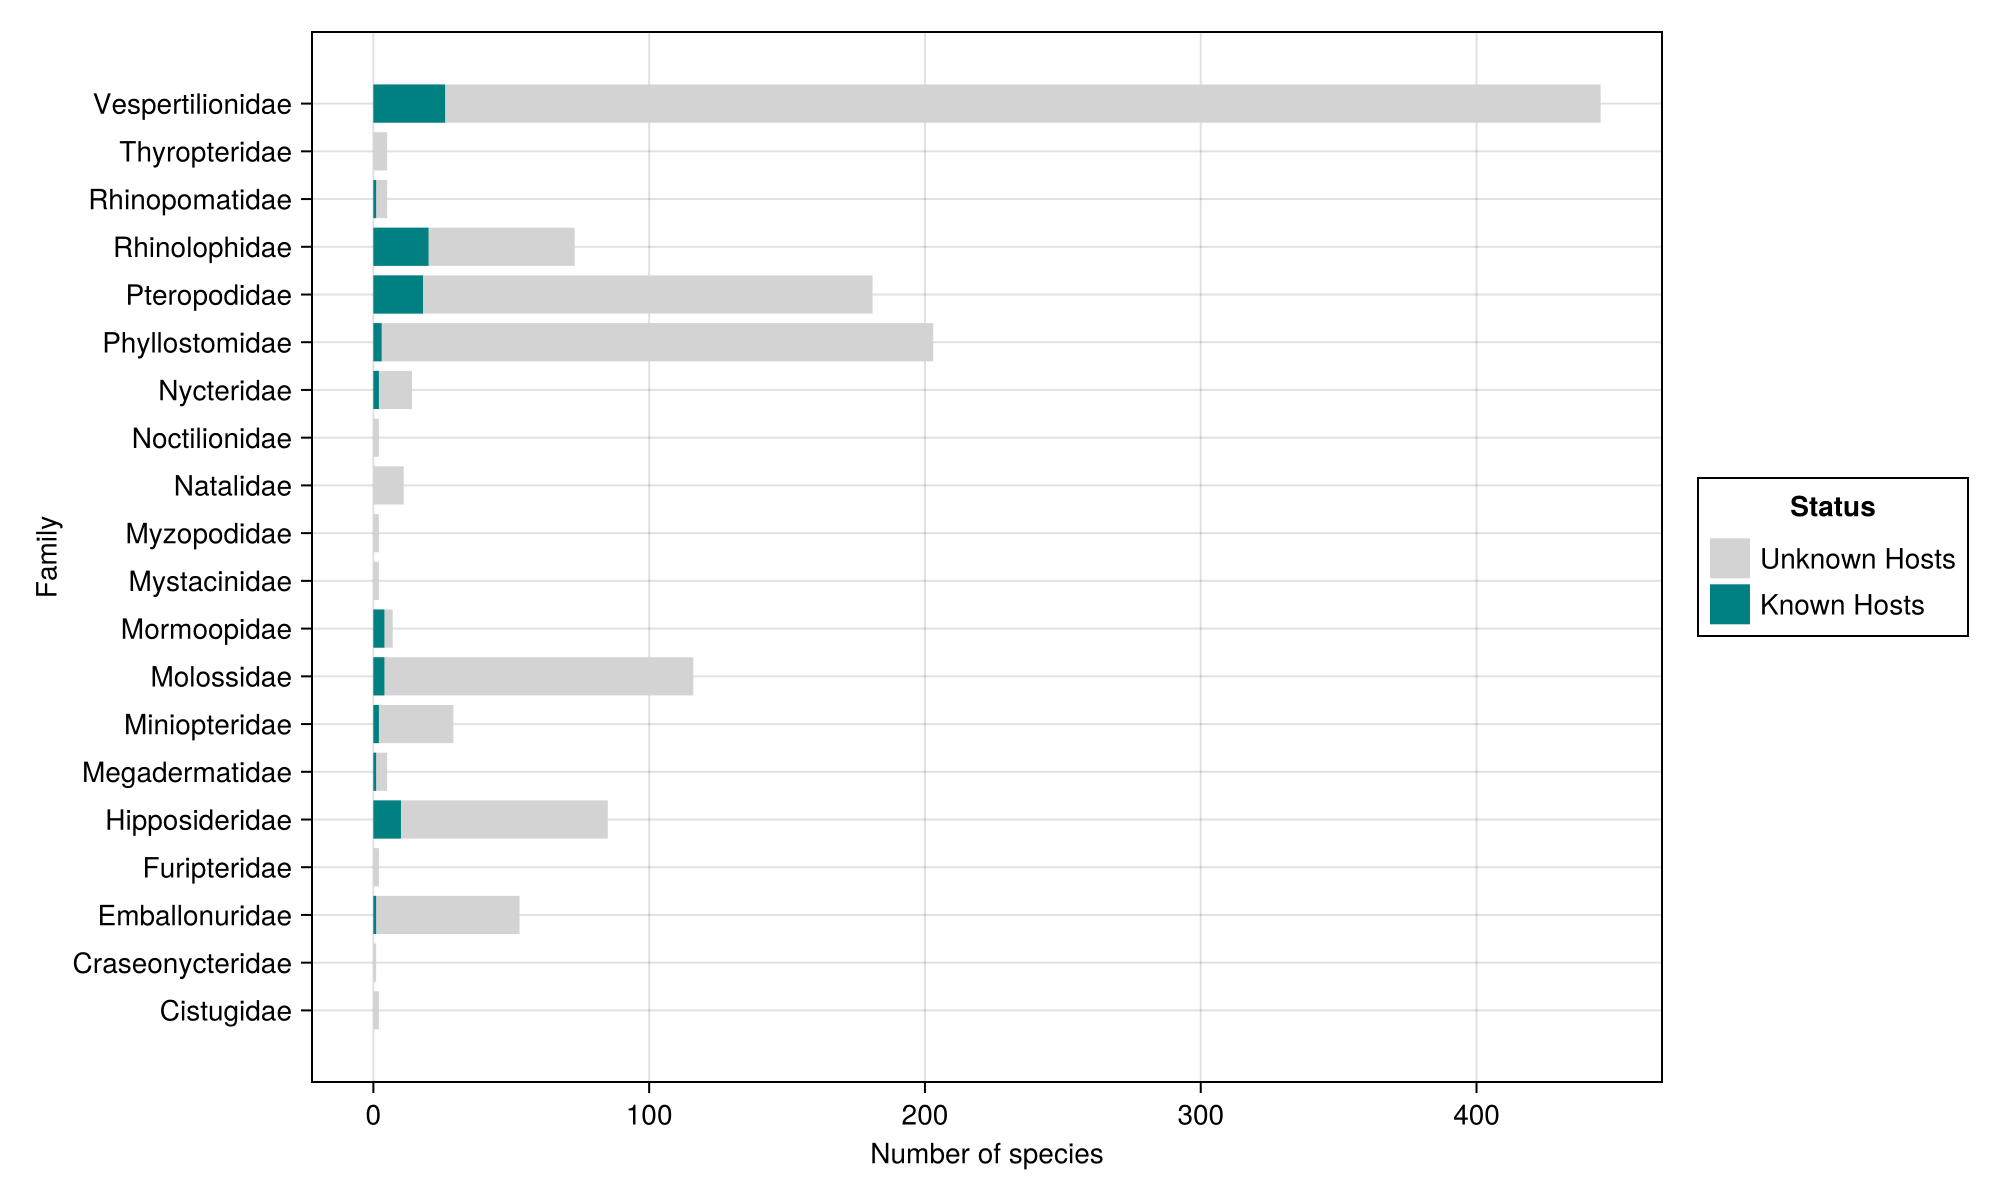 Vespertilionidae
Thyropteridae
Rhinopomatidae
Rhinolophidae
Pteropodidae
Phyllostomidae
Nycteridae
Noctilionidae
Natalidae
Myzopodidae
Mystacinidae
Mormoopidae
Molossidae
Miniopteridae
Megadermatidae
Hipposideridae
Furipteridae
Emballonuridae
Craseonycteridae
Cistugidae
Family
0 100 200 300 400
Number of species
Status
Unknown Hosts
Known Hosts